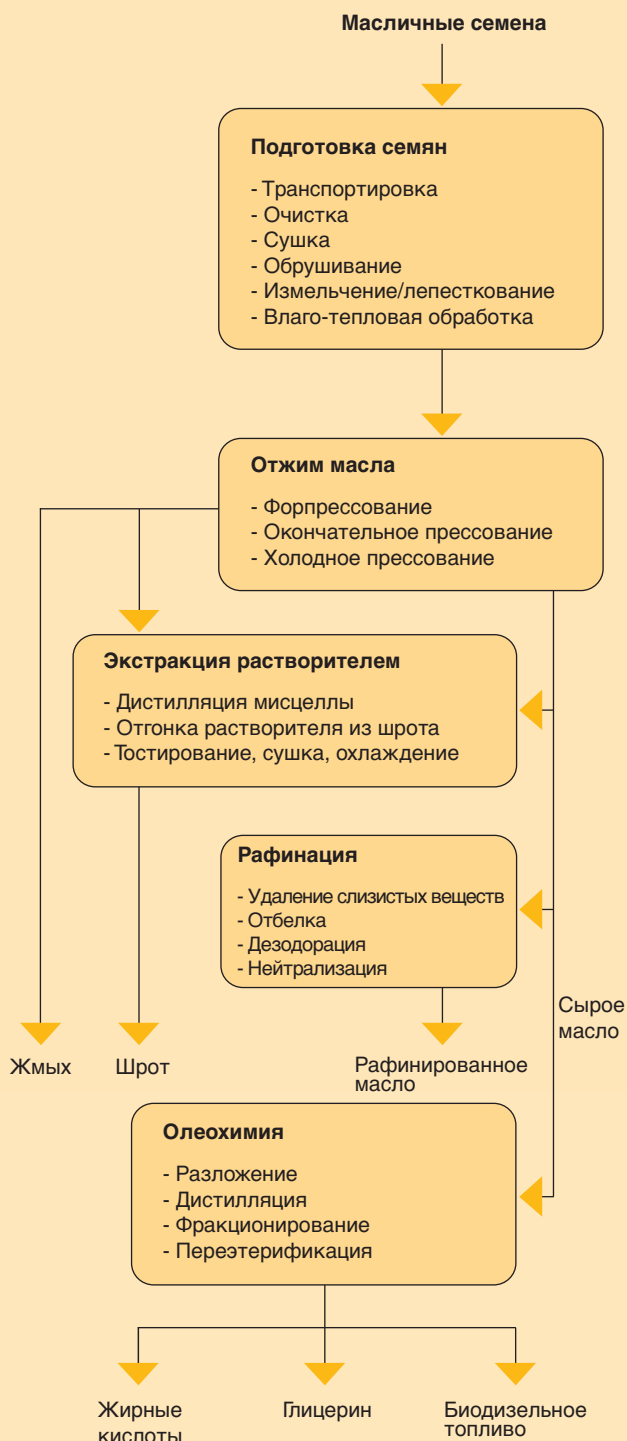 Масличные семена
Подготовка семян
- Транспортировка
- Очистка
- Сушка
- Обрушивание
- Измельчение/лепесткование
- Влаго-тепловая обработка
Отжим масла
- Форпрессование
- Окончательное прессование
- Холодное прессование
Экстракция растворителем
- Дистилляция мисцеллы
- Отгонка растворителя из шрота
- Тостирование, сушка, охлаждение
Рафинация
- Удаление слизистых веществ
- Отбелка
- Дезодорация
- Нейтрализация
Сырое
масло
Жмых
Шрот
Рафинированное
масло
Олеохимия
- Разложение
- Дистилляция
- Фракционирование
- Переэтерификация
Жирные
кислоты
Глицерин
Биодизельное
топливо